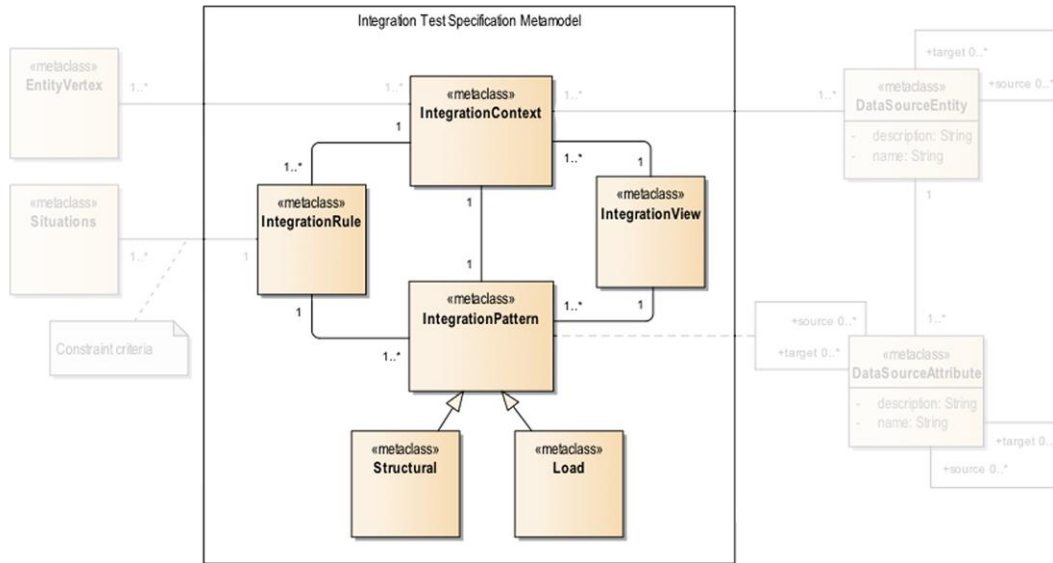 Integration Test Specification Metamodel
«metaclass»
EntityVertex
1..*
1..*
«metaclass»
IntegrationContext
1..*
1..*
«metaclass»
DataSourceEntity
- description: String
- name: String
+target 0..*
+source 0..*
1
1..*
1..*
1
«metaclass»
Situations
1..*
1
«metaclass»
IntegrationRule
1
«metaclass»
IntegrationView
1
Constraint criteria
1
1
1..*
1..*
1
«metaclass»
IntegrationPattern
+source 0..*
+target 0..*
1..*
«metaclass»
DataSourceAttribute
- description: String
- name: String
+target 0..
+source 0..*
«metaclass»
Structural
«metaclass»
Load